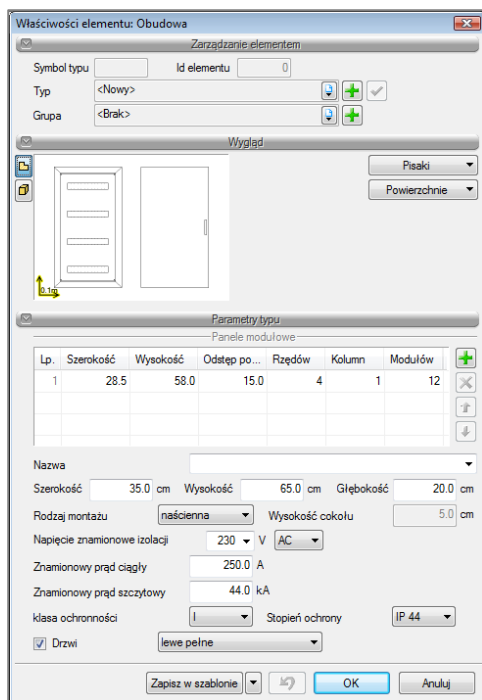 Właściwości elementu: Obudowa
Zarządzanie elementem
Symbol typu Id elementu 0
Typ <Nowy>
Grupa <Brak>
Wygląd
Pisaki
Powierzchnie
0.1m
Parametry typu
Panele modułowe
Lp. Szerokość Wysokość Odstęp po... Rzędów Kolumn Modułów
1 28.5 58.0 15.0 4 1 12
Nazwa
Szerokość 35.0 cm Wysokość 65.0 cm Głębokość 20.0 cm
Rodzaj montażu naścienna Wysokość cokołu 5.0 cm
Napięcie znamionowe izolacji 230 V AC
Znamionowy prąd ciągły 250.0 A
Znamionowy prąd szczytowy 44.0 kA
klasa ochronności I Stopień ochrony IP 44
Drzwi lewe pełne
Zapisz w szablonie OK Anuluj